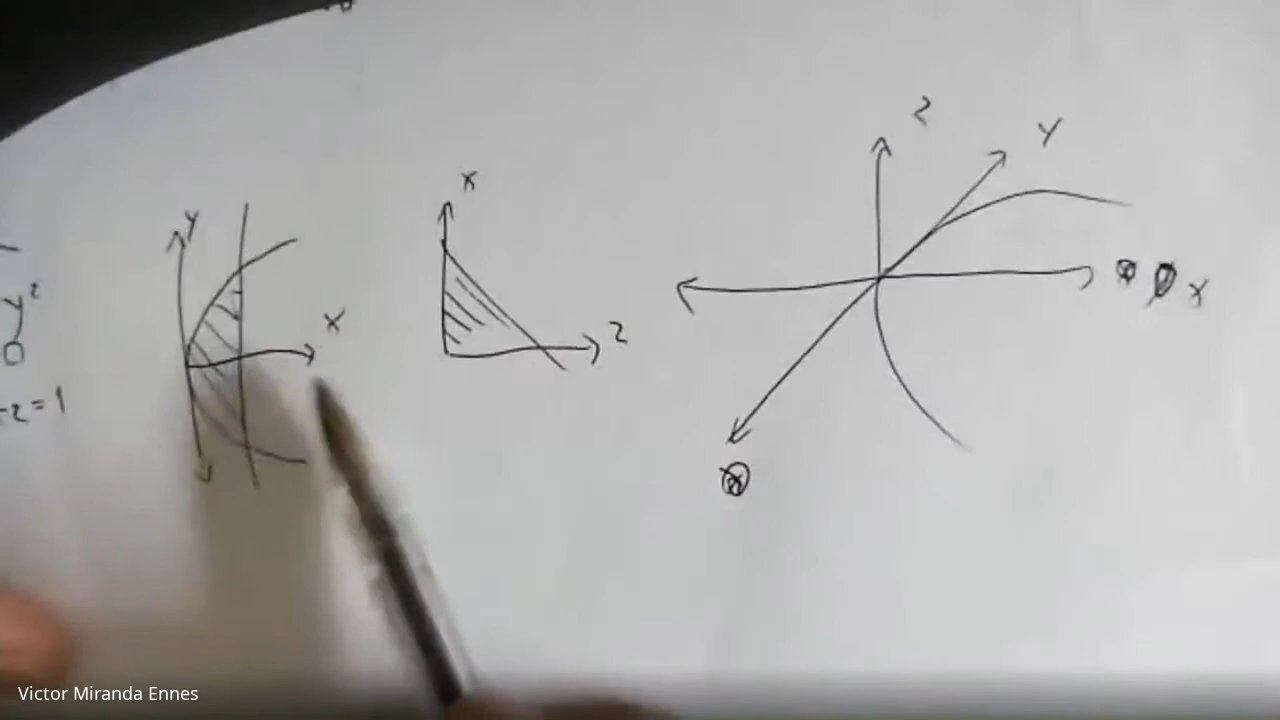 y²
0
+z=1
y
x
x
z
z
y
x
Victor Miranda Ennes